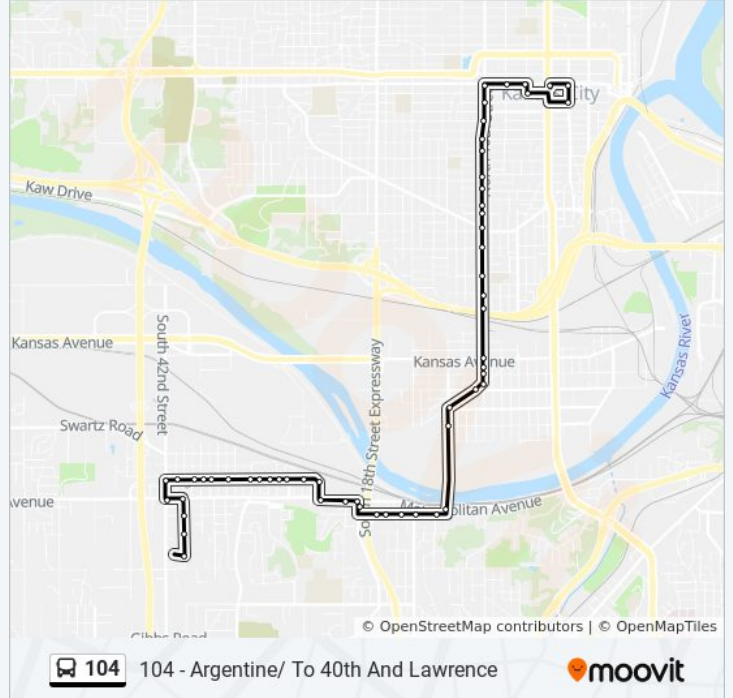 Kaw Drive
Kansas Avenue
South 42nd Street
Swartz Road
South 18th Street Expressway
Kansas Avenue
Kansas River
Metropolitan Avenue
venue
Gibbs Road
© OpenStreetMap contributors | © OpenMapTiles
104
104 - Argentine/ To 40th And Lawrence
moovit